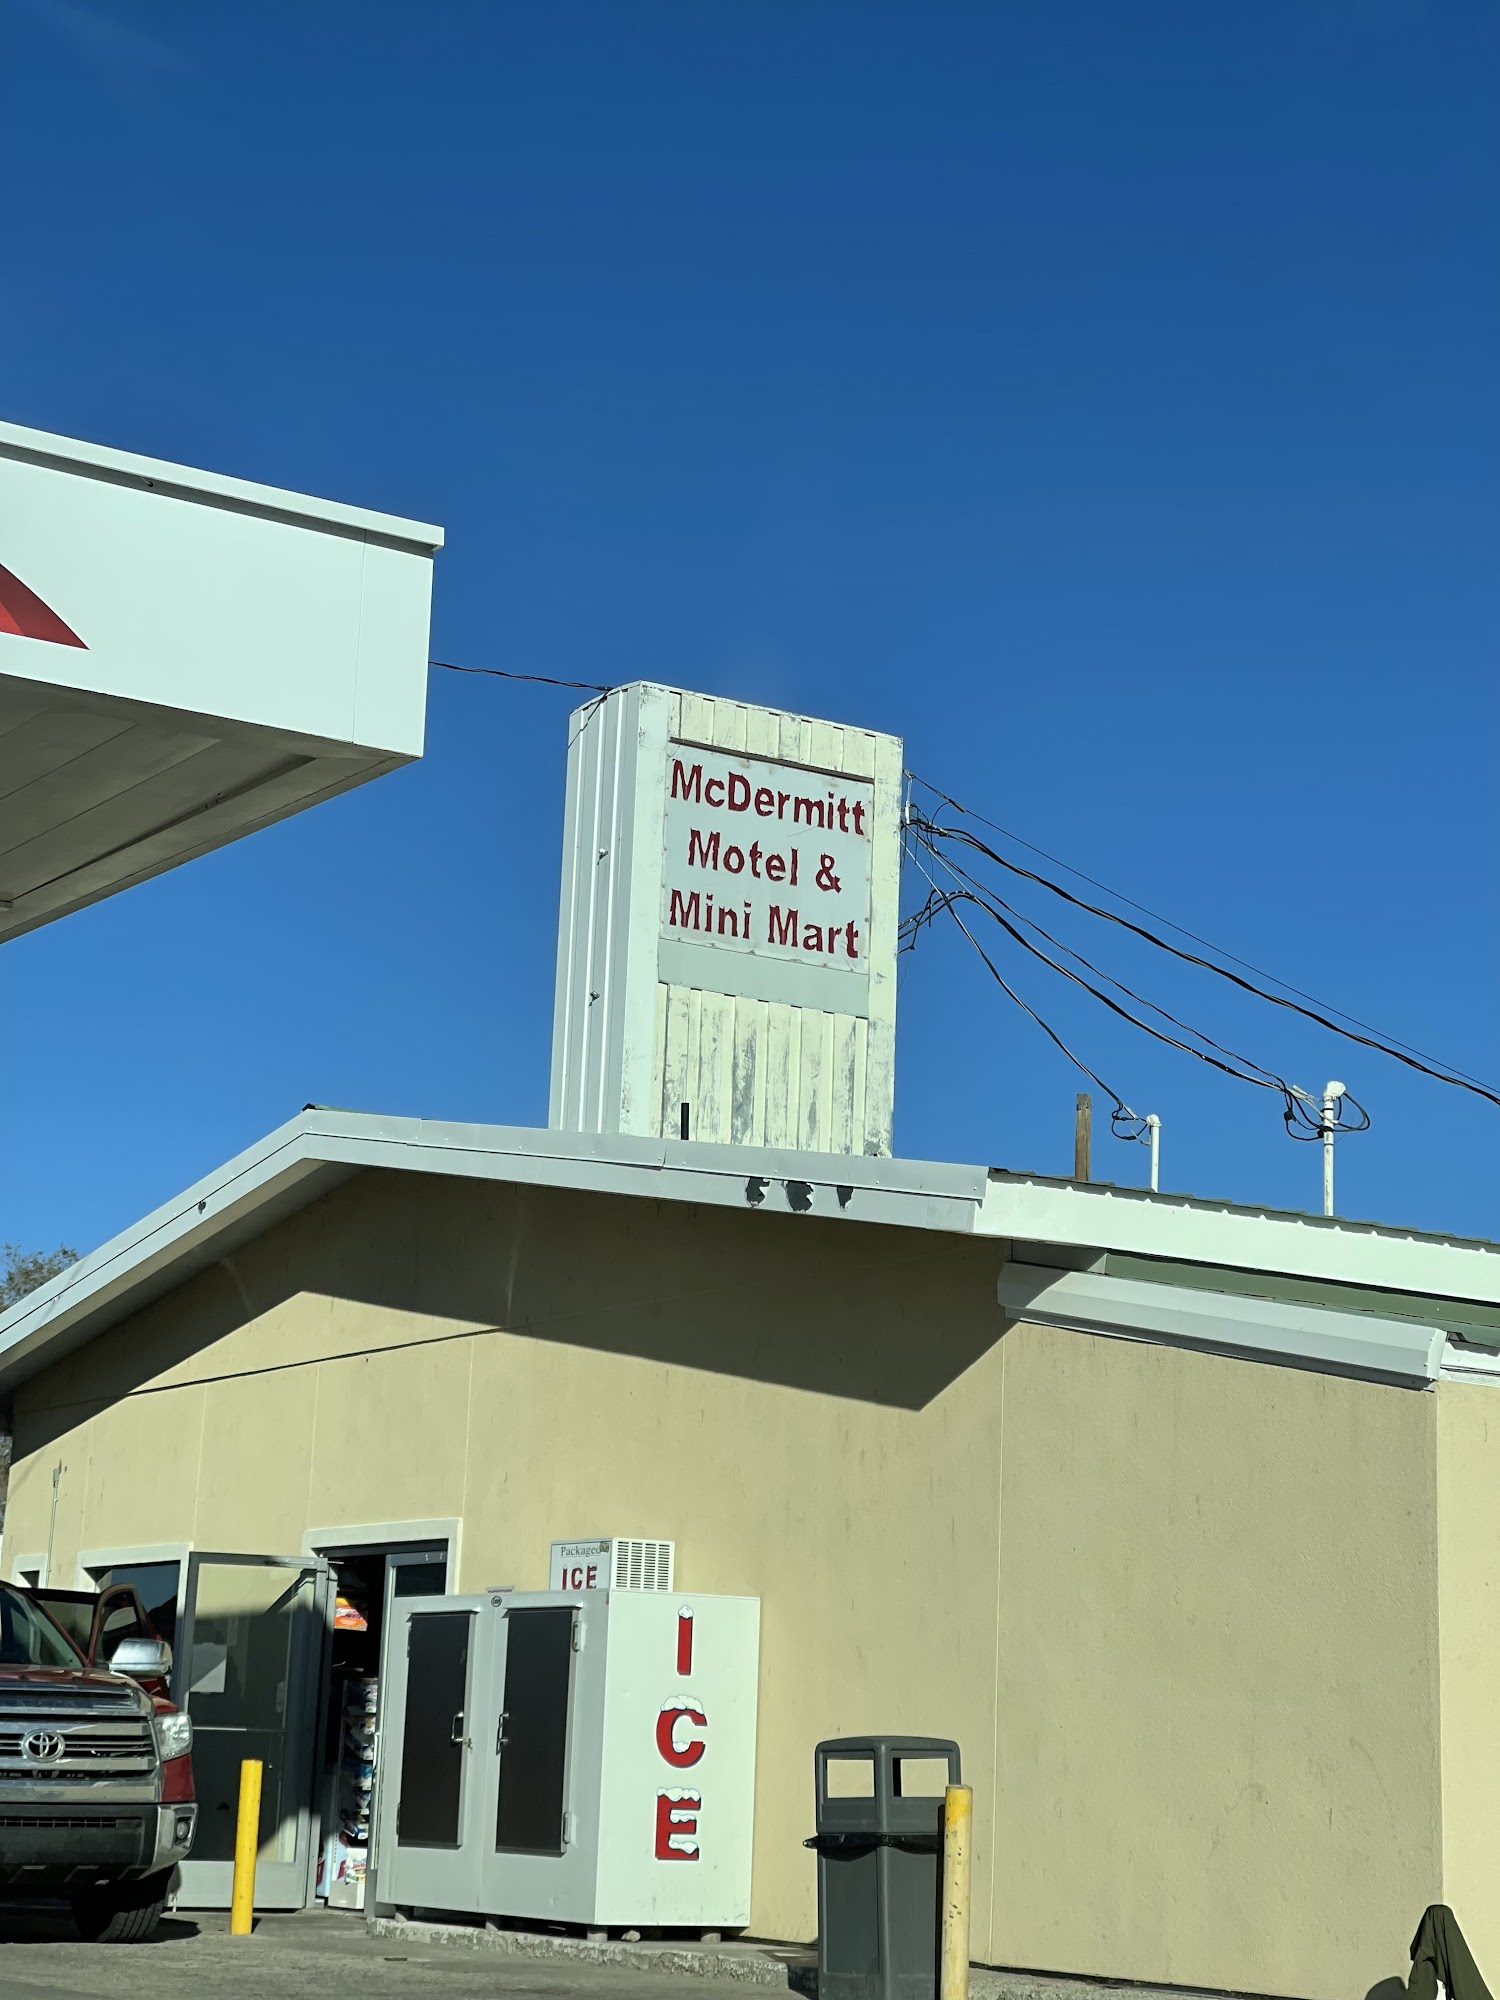 McDermitt
Motel &
Mini Mart
Packaged
ICE
ICE